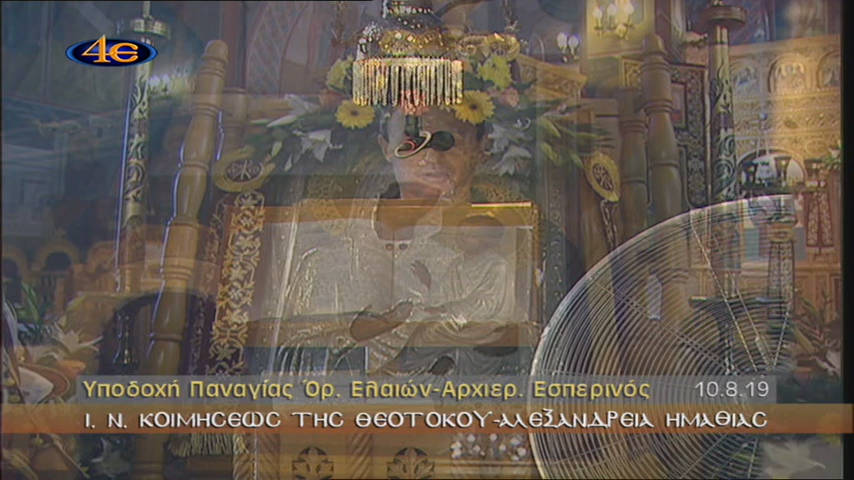 4ε
Υποδοχή Παναγίας Όρ. Ελαιών-Αρχιερ. Εσπερινός 10.8.19
Ι. Ν. ΚΟΙΜΗΣΕΩΣ ΤΗΣ ΘΕΟΤΟΚΟΥ-ΑΛΕΞΑΝΔΡΕΙΑ ΗΜΑΘΙΑΣ